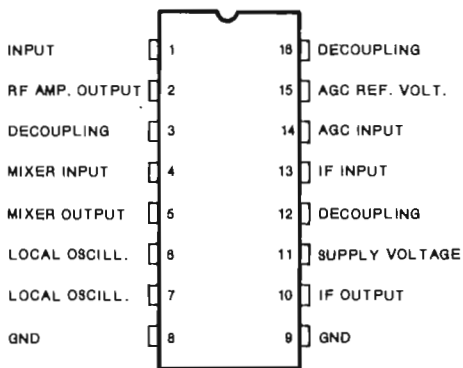 INPUT 1 16 DECOUPLING
RF AMP. OUTPUT 2 15 AGC REF. VOLT.
DECOUPLING 3 14 AGC INPUT
MIXER INPUT 4 13 IF INPUT
MIXER OUTPUT 5 12 DECOUPLING
LOCAL OSCILL. 6 11 SUPPLY VOLTAGE
LOCAL OSCILL. 7 10 IF OUTPUT
GND 8 9 GND